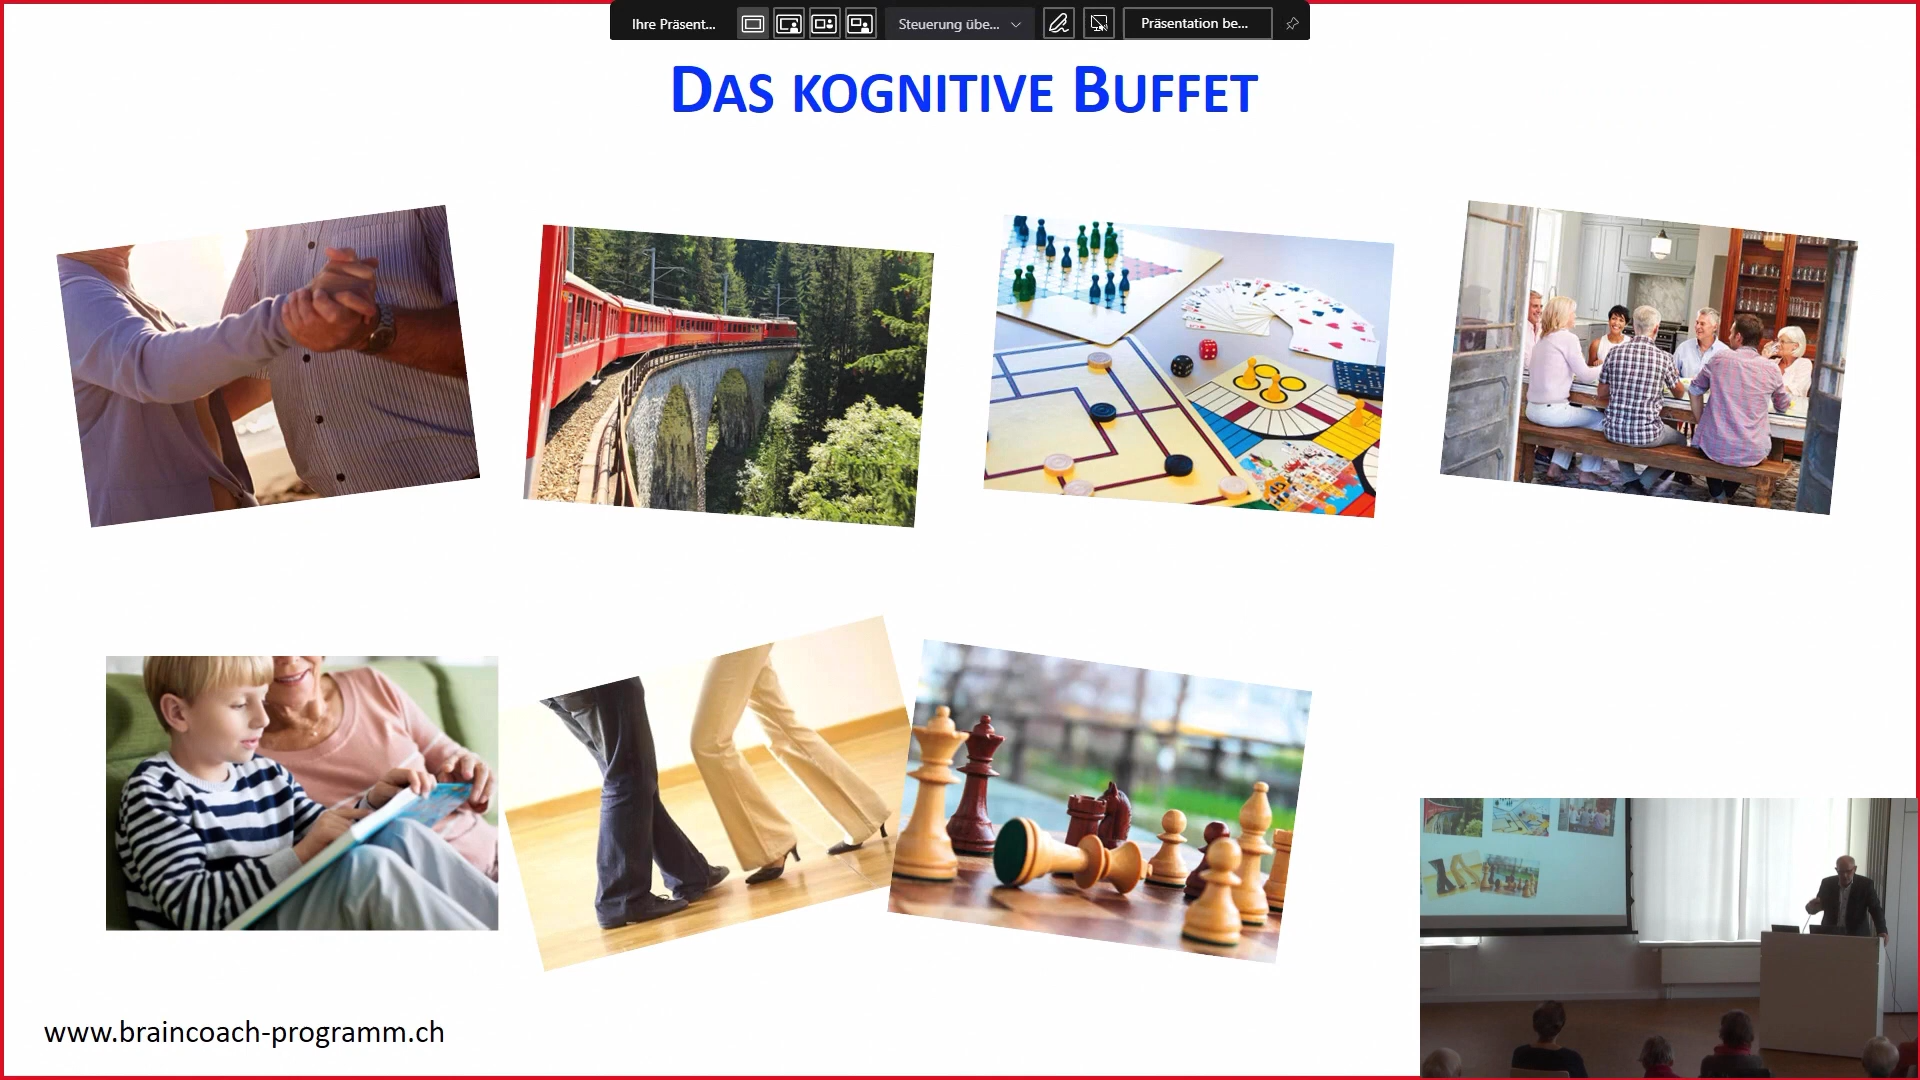 Ihre Präsent...
Steuerung übe...
Präsentation be...
Das kognitive Buffet
www.braincoach-programm.ch